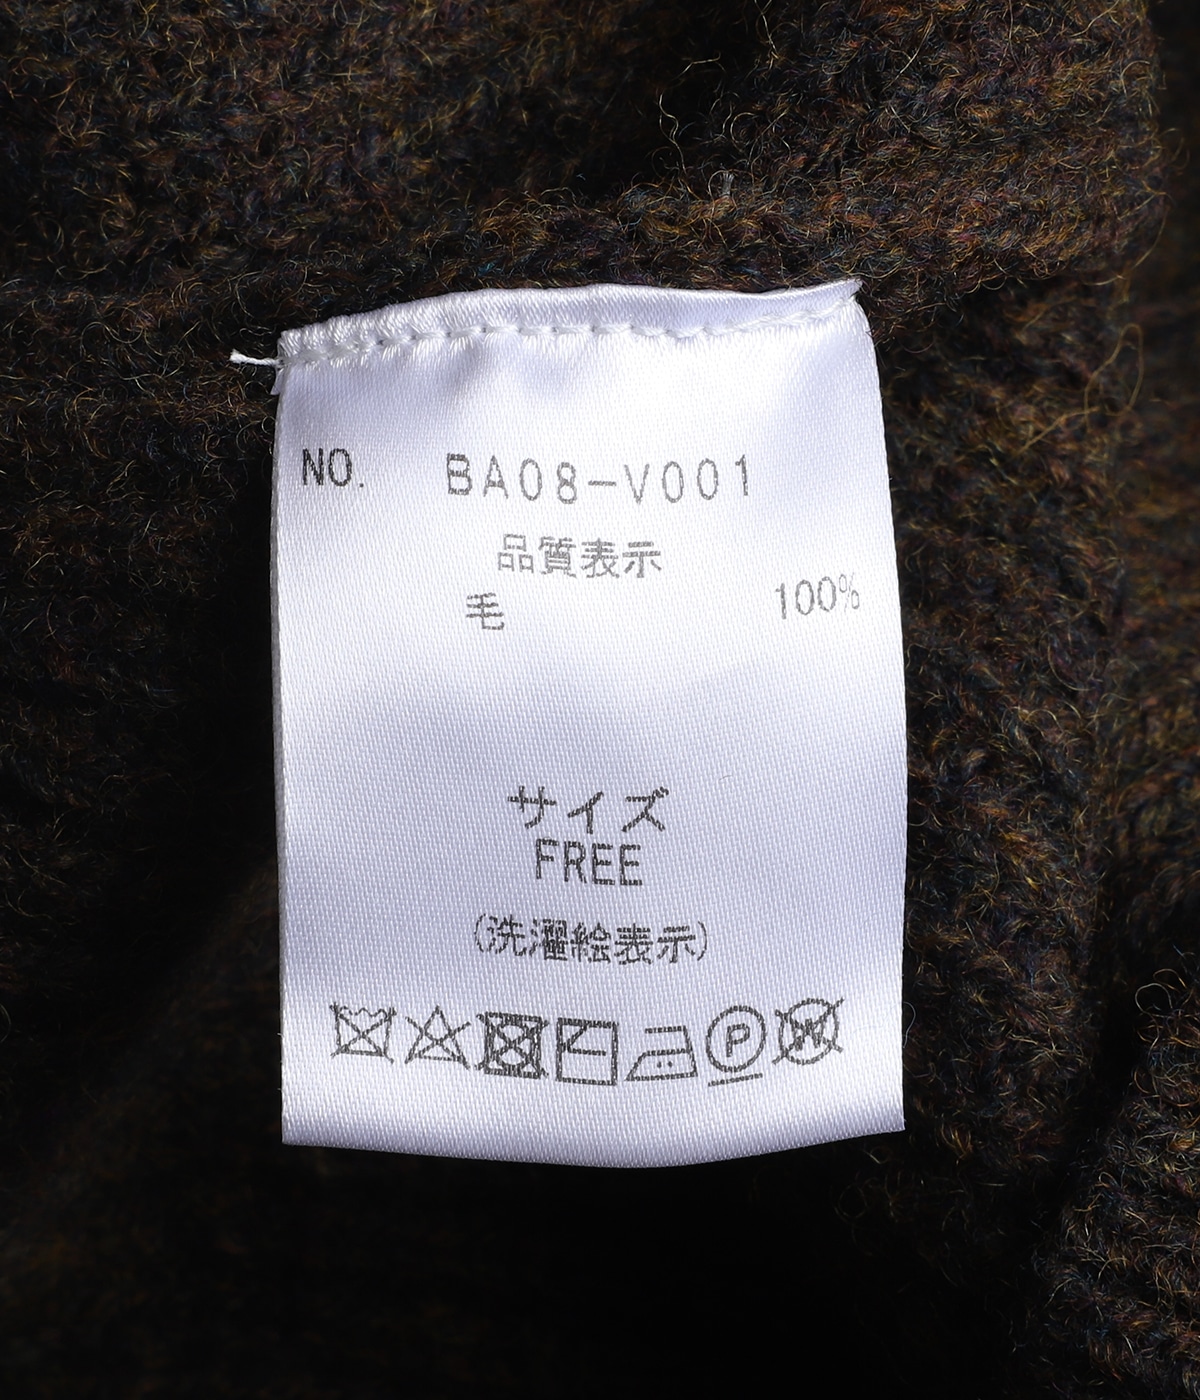 NO. BA08-V001
品質表示
毛 100%
サイズ
FREE
(洗濯絵表示)
P W